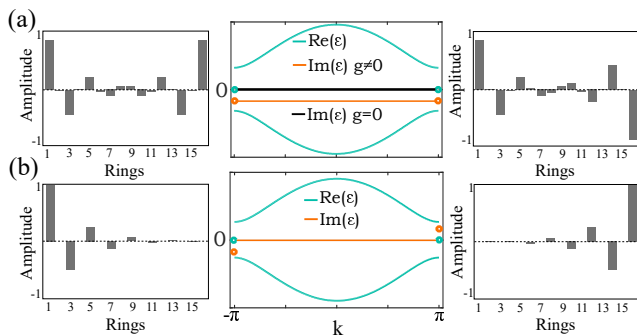 (a)
1
Amplitude
-1
1 3 5 7 9 11 13 15
Rings
0
Re(ε)
Im(ε) g≠0
Im(ε) g=0
1
Amplitude
-1
1 3 5 7 9 11 13 15
Rings
(b)
1
Amplitude
-1
1 3 5 7 9 11 13 15
Rings
0
Re(ε)
Im(ε)
-π π
k
1
Amplitude
-1
1 3 5 7 9 11 13 15
Rings